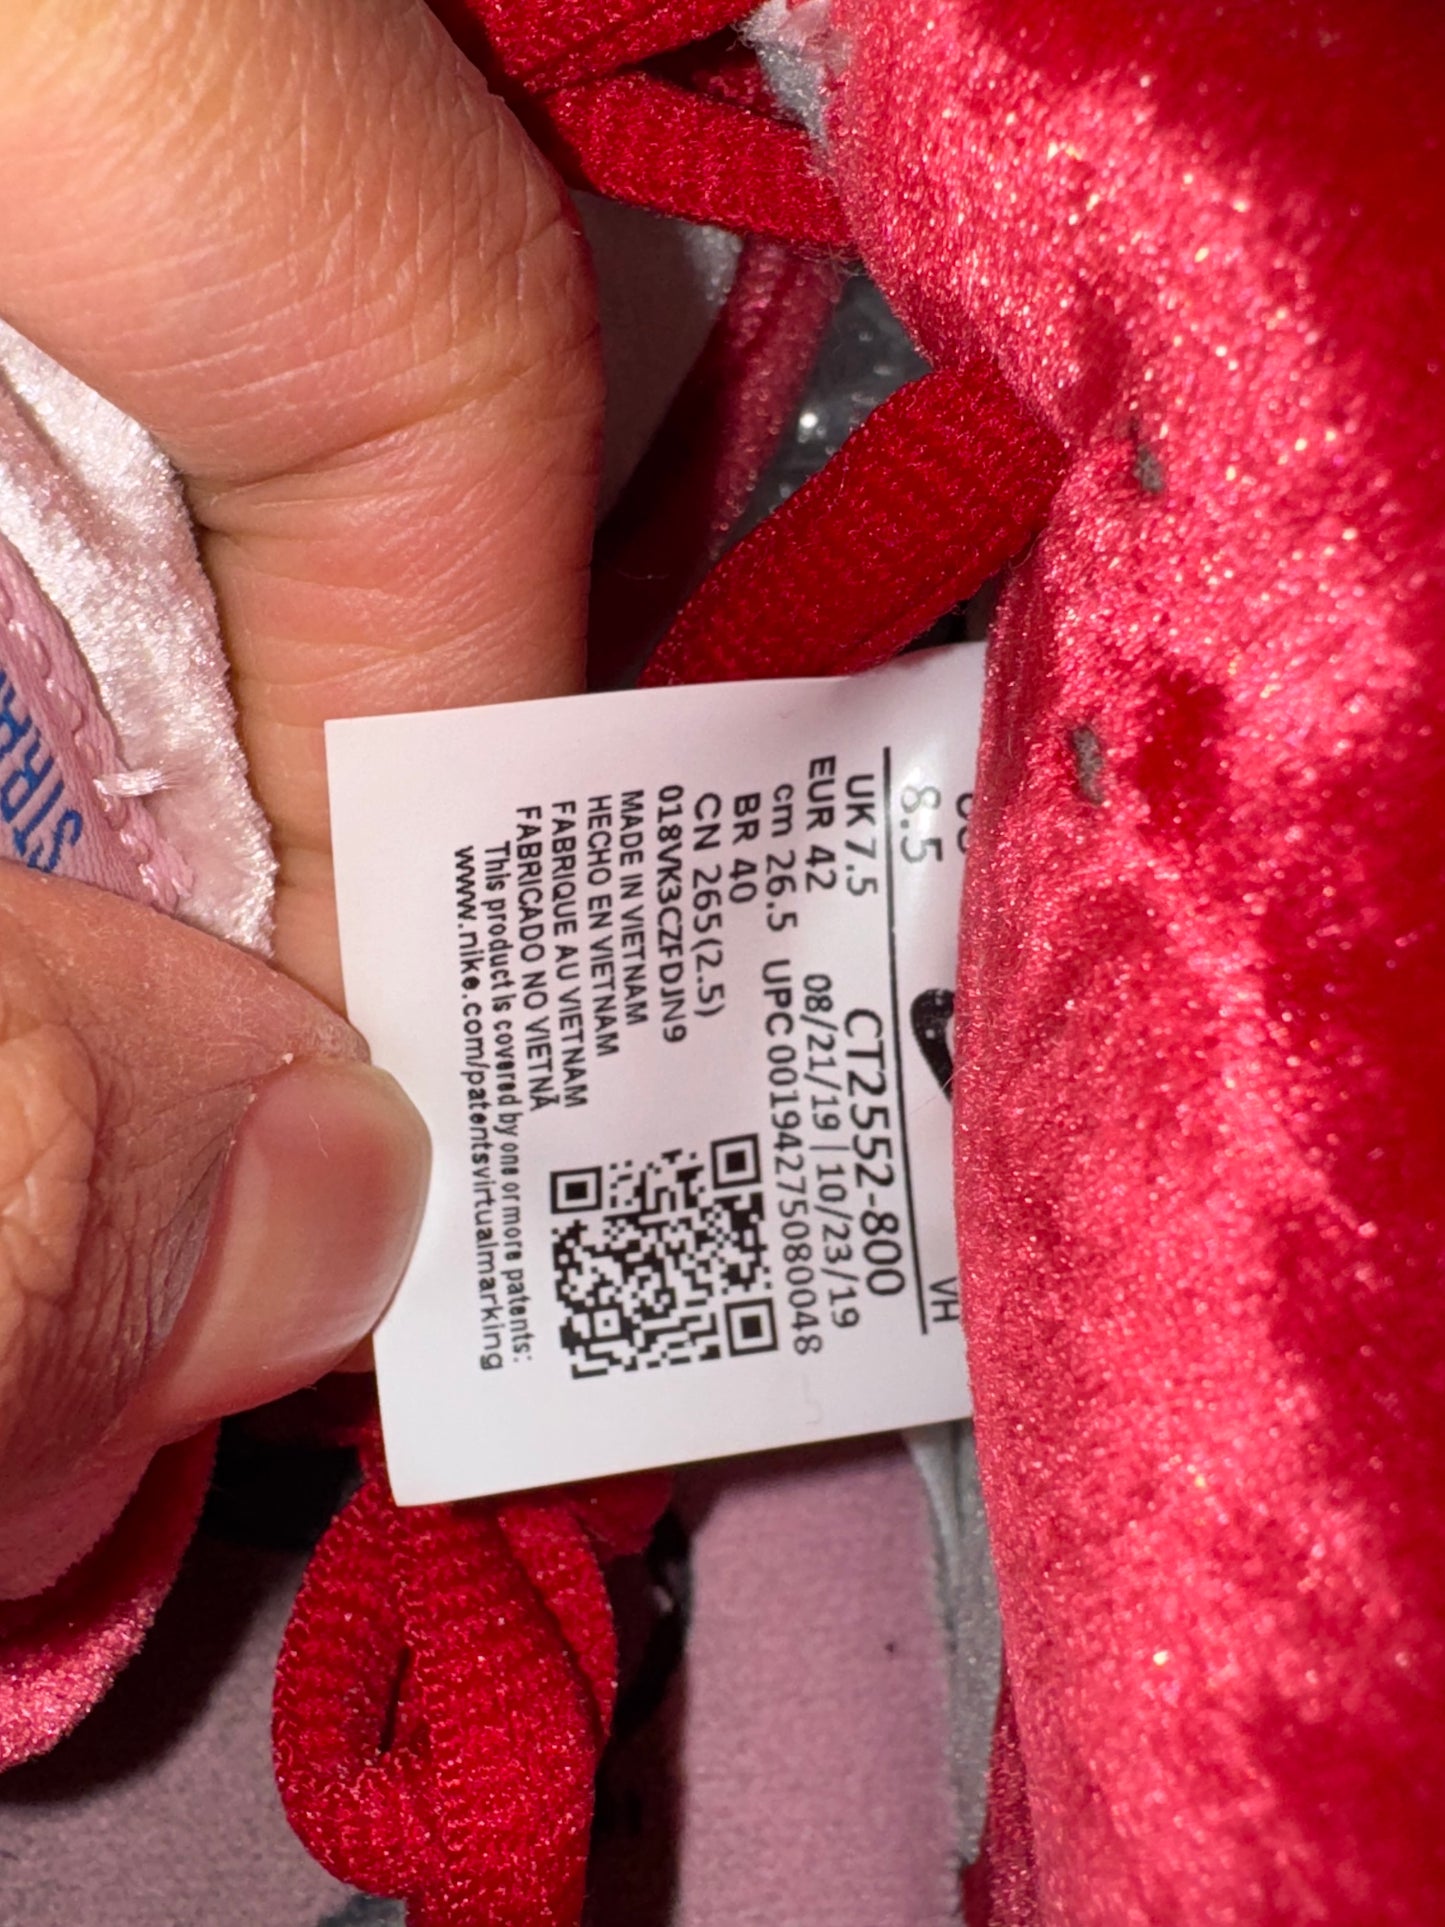 VH
8.5
UK 7.5 CT2552-800
EUR 42 08/21/19 | 10/23/19
cm 26.5 UPC 00194275080048
BR 40
CN 265(2.5)
018VK3CZFDJN9
MADE IN VIETNAM
HECHO EN VIETNAM
FABRIQUE AU VIETNAM
FABRICADO NO VIETNÃ
This product is covered by one or more patents:
www.nike.com/patentsvirtualmarking